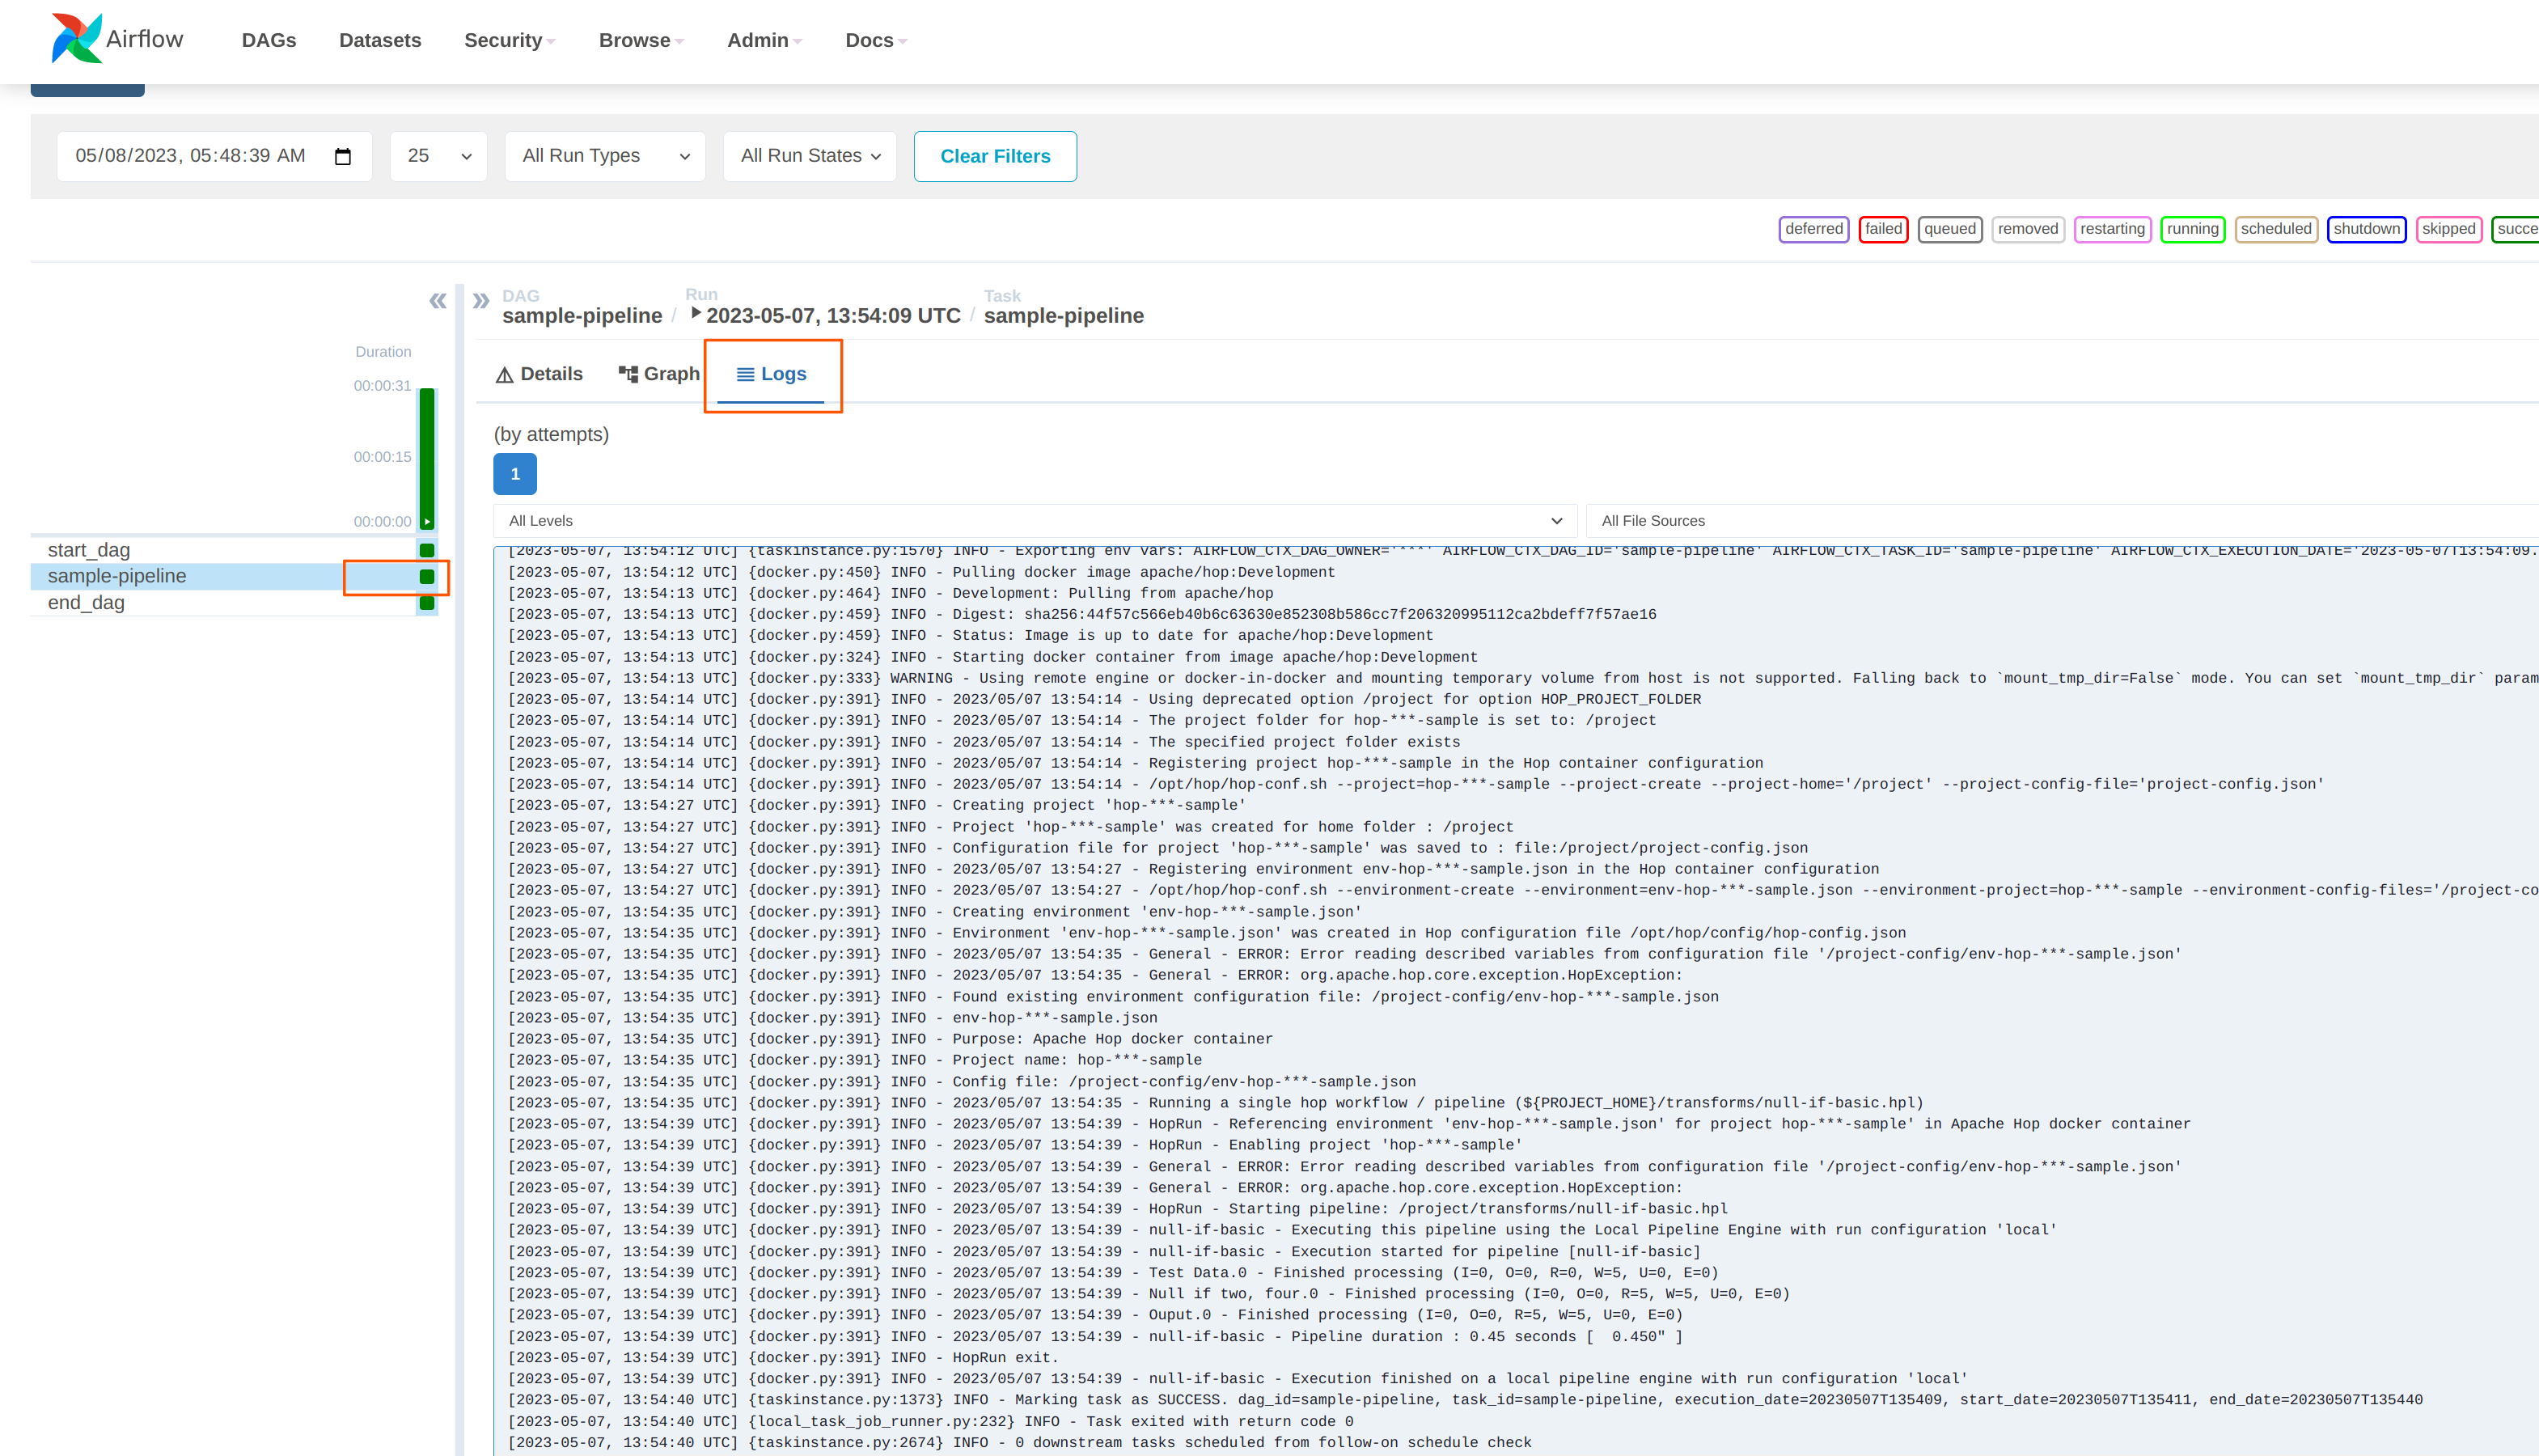 Airflow DAGS Datasets Security Browse Admin Docs
05/08/2023, 05:48:39 AM 25 All Run Types All Run States Clear Filters
deferred failed queued removed restarting running scheduled shutdown skipped succe
DAG Run Task
sample-pipeline / 2023-05-07, 13:54:09 UTC / sample-pipeline
Duration
00:00:31
00:00:15
00:00:00
start_dag
sample-pipeline
end_dag
Details Graph Logs
(by attempts)
1
All Levels All File Sources
[2023-05-07, 13:54:12 UTC] {taskinstance.py:1570} INFO - Exporting env vars: AIRFLOW_CTX_DAG_OWNER='***' AIRFLOW_CTX_DAG_ID='sample-pipeline' AIRFLOW_CTX_TASK_ID='sample-pipeline' AIRFLOW_CTX_EXECUTION_DATE='2023-05-07T13:54:09.
[2023-05-07, 13:54:12 UTC] {docker.py:450} INFO - Pulling docker image apache/hop:Development
[2023-05-07, 13:54:13 UTC] {docker.py:464} INFO - Development: Pulling from apache/hop
[2023-05-07, 13:54:13 UTC] {docker.py:459} INFO - Digest: sha256:44f57c566eb40b6c63630e852308b586cc7f206320995112ca2bdeff7f57ae16
[2023-05-07, 13:54:13 UTC] {docker.py:459} INFO - Status: Image is up to date for apache/hop:Development
[2023-05-07, 13:54:13 UTC] {docker.py:324} INFO - Starting docker container from image apache/hop:Development
[2023-05-07, 13:54:13 UTC] {docker.py:333} WARNING - Using remote engine or docker-in-docker and mounting temporary volume from host is not supported. Falling back to `mount_tmp_dir=False` mode. You can set `mount_tmp_dir` param
[2023-05-07, 13:54:14 UTC] {docker.py:391} INFO - 2023/05/07 13:54:14 - Using deprecated option /project for option HOP_PROJECT_FOLDER
[2023-05-07, 13:54:14 UTC] {docker.py:391} INFO - 2023/05/07 13:54:14 - The project folder for hop-***-sample is set to: /project
[2023-05-07, 13:54:14 UTC] {docker.py:391} INFO - 2023/05/07 13:54:14 - The specified project folder exists
[2023-05-07, 13:54:14 UTC] {docker.py:391} INFO - 2023/05/07 13:54:14 - Registering project hop-***-sample in the Hop container configuration
[2023-05-07, 13:54:14 UTC] {docker.py:391} INFO - 2023/05/07 13:54:14 - /opt/hop/hop-conf.sh --project=hop-***-sample --project-create --project-home='/project' --project-config-file='project-config.json'
[2023-05-07, 13:54:27 UTC] {docker.py:391} INFO - Creating project 'hop-***-sample'
[2023-05-07, 13:54:27 UTC] {docker.py:391} INFO - Project 'hop-***-sample' was created for home folder : /project
[2023-05-07, 13:54:27 UTC] {docker.py:391} INFO - Configuration file for project 'hop-***-sample' was saved to : file:/project/project-config.json
[2023-05-07, 13:54:27 UTC] {docker.py:391} INFO - 2023/05/07 13:54:27 - Registering environment env-hop-***-sample.json in the Hop container configuration
[2023-05-07, 13:54:27 UTC] {docker.py:391} INFO - 2023/05/07 13:54:27 - /opt/hop/hop-conf.sh --environment-create --environment=env-hop-***-sample.json --environment-project=hop-***-sample --environment-config-files='/project-co
[2023-05-07, 13:54:35 UTC] {docker.py:391} INFO - Creating environment 'env-hop-***-sample.json'
[2023-05-07, 13:54:35 UTC] {docker.py:391} INFO - Environment 'env-hop-***-sample.json' was created in Hop configuration file /opt/hop/config/hop-config.json
[2023-05-07, 13:54:35 UTC] {docker.py:391} INFO - 2023/05/07 13:54:35 - General - ERROR: Error reading described variables from configuration file '/project-config/env-hop-***-sample.json'
[2023-05-07, 13:54:35 UTC] {docker.py:391} INFO - 2023/05/07 13:54:35 - General - ERROR: org.apache.hop.core.exception.HopException:
[2023-05-07, 13:54:35 UTC] {docker.py:391} INFO - Found existing environment configuration file: /project-config/env-hop-***-sample.json
[2023-05-07, 13:54:35 UTC] {docker.py:391} INFO - env-hop-***-sample.json
[2023-05-07, 13:54:35 UTC] {docker.py:391} INFO - Purpose: Apache Hop docker container
[2023-05-07, 13:54:35 UTC] {docker.py:391} INFO - Project name: hop-***-sample
[2023-05-07, 13:54:35 UTC] {docker.py:391} INFO - Config file: /project-config/env-hop-***-sample.json
[2023-05-07, 13:54:35 UTC] {docker.py:391} INFO - 2023/05/07 13:54:35 - Running a single hop workflow / pipeline (${PROJECT_HOME}/transforms/null-if-basic.hpl)
[2023-05-07, 13:54:39 UTC] {docker.py:391} INFO - 2023/05/07 13:54:39 - HopRun - Referencing environment 'env-hop-***-sample.json' for project hop-***-sample' in Apache Hop docker container
[2023-05-07, 13:54:39 UTC] {docker.py:391} INFO - 2023/05/07 13:54:39 - HopRun - Enabling project 'hop-***-sample'
[2023-05-07, 13:54:39 UTC] {docker.py:391} INFO - 2023/05/07 13:54:39 - General - ERROR: Error reading described variables from configuration file '/project-config/env-hop-***-sample.json'
[2023-05-07, 13:54:39 UTC] {docker.py:391} INFO - 2023/05/07 13:54:39 - General - ERROR: org.apache.hop.core.exception.HopException:
[2023-05-07, 13:54:39 UTC] {docker.py:391} INFO - 2023/05/07 13:54:39 - HopRun - Starting pipeline: /project/transforms/null-if-basic.hpl
[2023-05-07, 13:54:39 UTC] {docker.py:391} INFO - 2023/05/07 13:54:39 - null-if-basic - Executing this pipeline using the Local Pipeline Engine with run configuration 'local'
[2023-05-07, 13:54:39 UTC] {docker.py:391} INFO - 2023/05/07 13:54:39 - null-if-basic - Execution started for pipeline [null-if-basic]
[2023-05-07, 13:54:39 UTC] {docker.py:391} INFO - 2023/05/07 13:54:39 - Test Data.0 - Finished processing (I=0, O=0, R=0, W=5, U=0, E=0)
[2023-05-07, 13:54:39 UTC] {docker.py:391} INFO - 2023/05/07 13:54:39 - Null if two, four.0 - Finished processing (I=0, O=0, R=5, W=5, U=0, E=0)
[2023-05-07, 13:54:39 UTC] {docker.py:391} INFO - 2023/05/07 13:54:39 - Ouput.0 - Finished processing (I=0, O=0, R=5, W=5, U=0, E=0)
[2023-05-07, 13:54:39 UTC] {docker.py:391} INFO - 2023/05/07 13:54:39 - null-if-basic - Pipeline duration : 0.45 seconds [  0.450" ]
[2023-05-07, 13:54:39 UTC] {docker.py:391} INFO - HopRun exit.
[2023-05-07, 13:54:39 UTC] {docker.py:391} INFO - 2023/05/07 13:54:39 - null-if-basic - Execution finished on a local pipeline engine with run configuration 'local'
[2023-05-07, 13:54:40 UTC] {taskinstance.py:1373} INFO - Marking task as SUCCESS. dag_id=sample-pipeline, task_id=sample-pipeline, execution_date=20230507T135409, start_date=20230507T135411, end_date=20230507T135440
[2023-05-07, 13:54:40 UTC] {local_task_job_runner.py:232} INFO - Task exited with return code 0
[2023-05-07, 13:54:40 UTC] {taskinstance.py:2674} INFO - 0 downstream tasks scheduled from follow-on schedule check